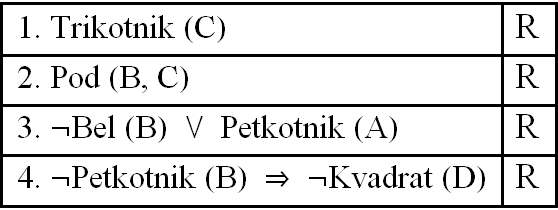 1. Trikotnik (C) R
2. Pod (B, C) R
3. ¬Bel (B) \/ Petkotnik (A) R
4. ¬Petkotnik (B) ⇒ ¬Kvadrat (D) R